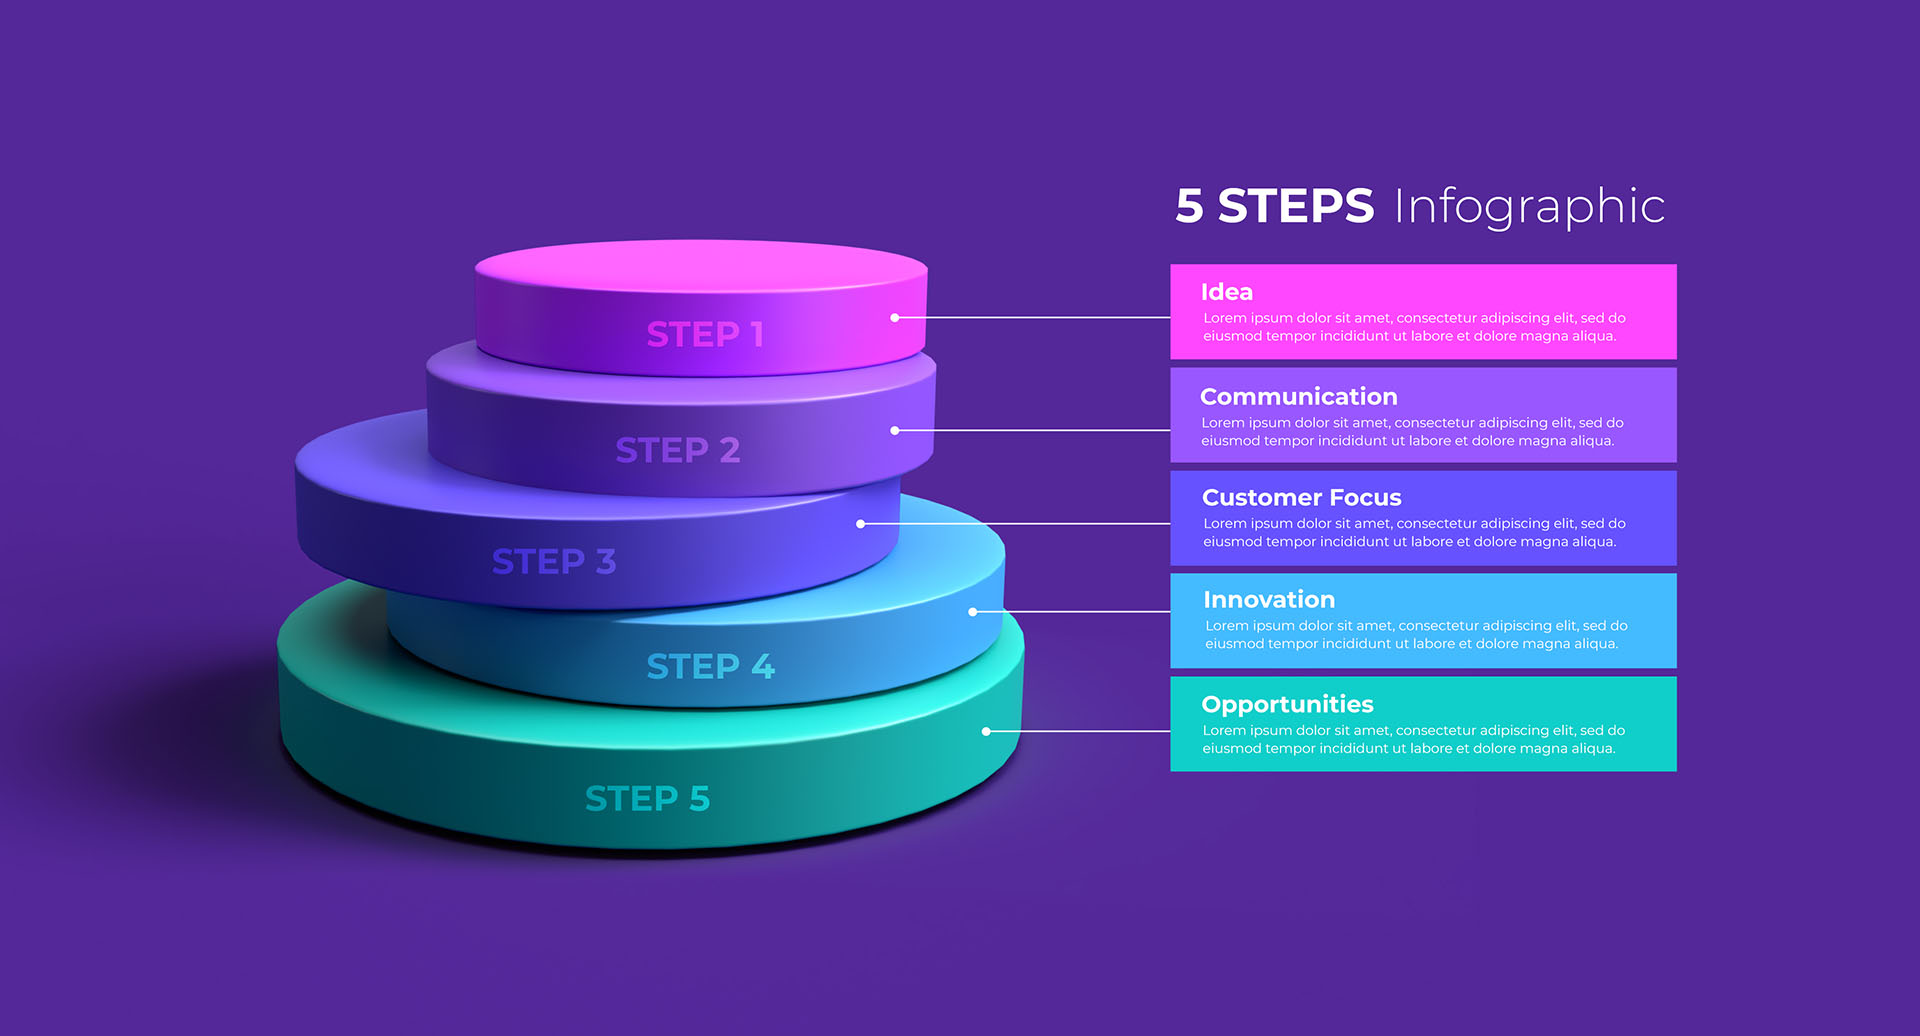 5 STEPS Infographic
STEP 1
STEP 2
STEP 3
STEP 4
STEP 5
Idea
Lorem ipsum dolor sit amet, consectetur adipiscing elit, sed do
eiusmod tempor incididunt ut labore et dolore magna aliqua.
Communication
Lorem ipsum dolor sit amet, consectetur adipiscing elit, sed do
eiusmod tempor incididunt ut labore et dolore magna aliqua.
Customer Focus
Lorem ipsum dolor sit amet, consectetur adipiscing elit, sed do
eiusmod tempor incididunt ut labore et dolore magna aliqua.
Innovation
Lorem ipsum dolor sit amet, consectetur adipiscing elit, sed do
eiusmod tempor incididunt ut labore et dolore magna aliqua.
Opportunities
Lorem ipsum dolor sit amet, consectetur adipiscing elit, sed do
eiusmod tempor incididunt ut labore et dolore magna aliqua.